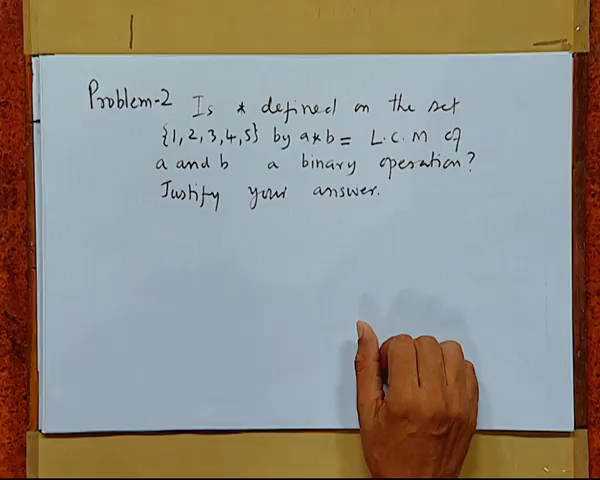 Problem-2 Is * defined on the set
{1, 2, 3, 4, 5} by a*b = L.C.M of
a and b a binary operation?
Justify your answer.